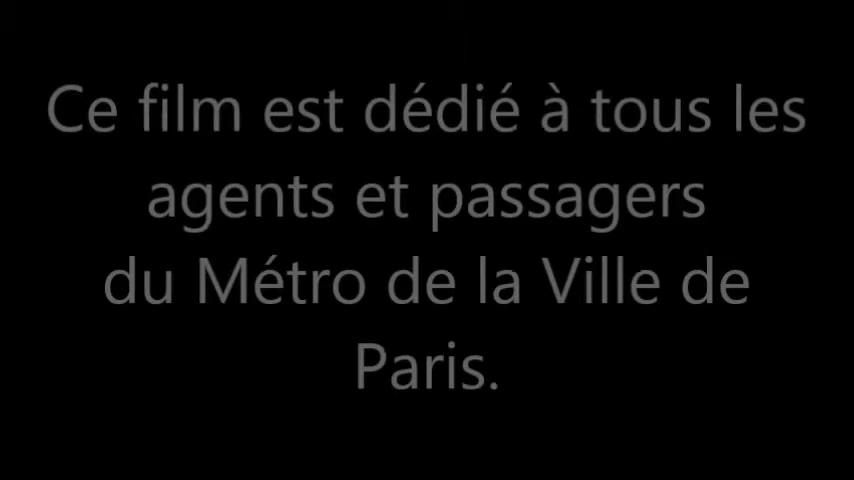 Ce film est dédié à tous les
agents et passagers
du Métro de la Ville de
Paris.